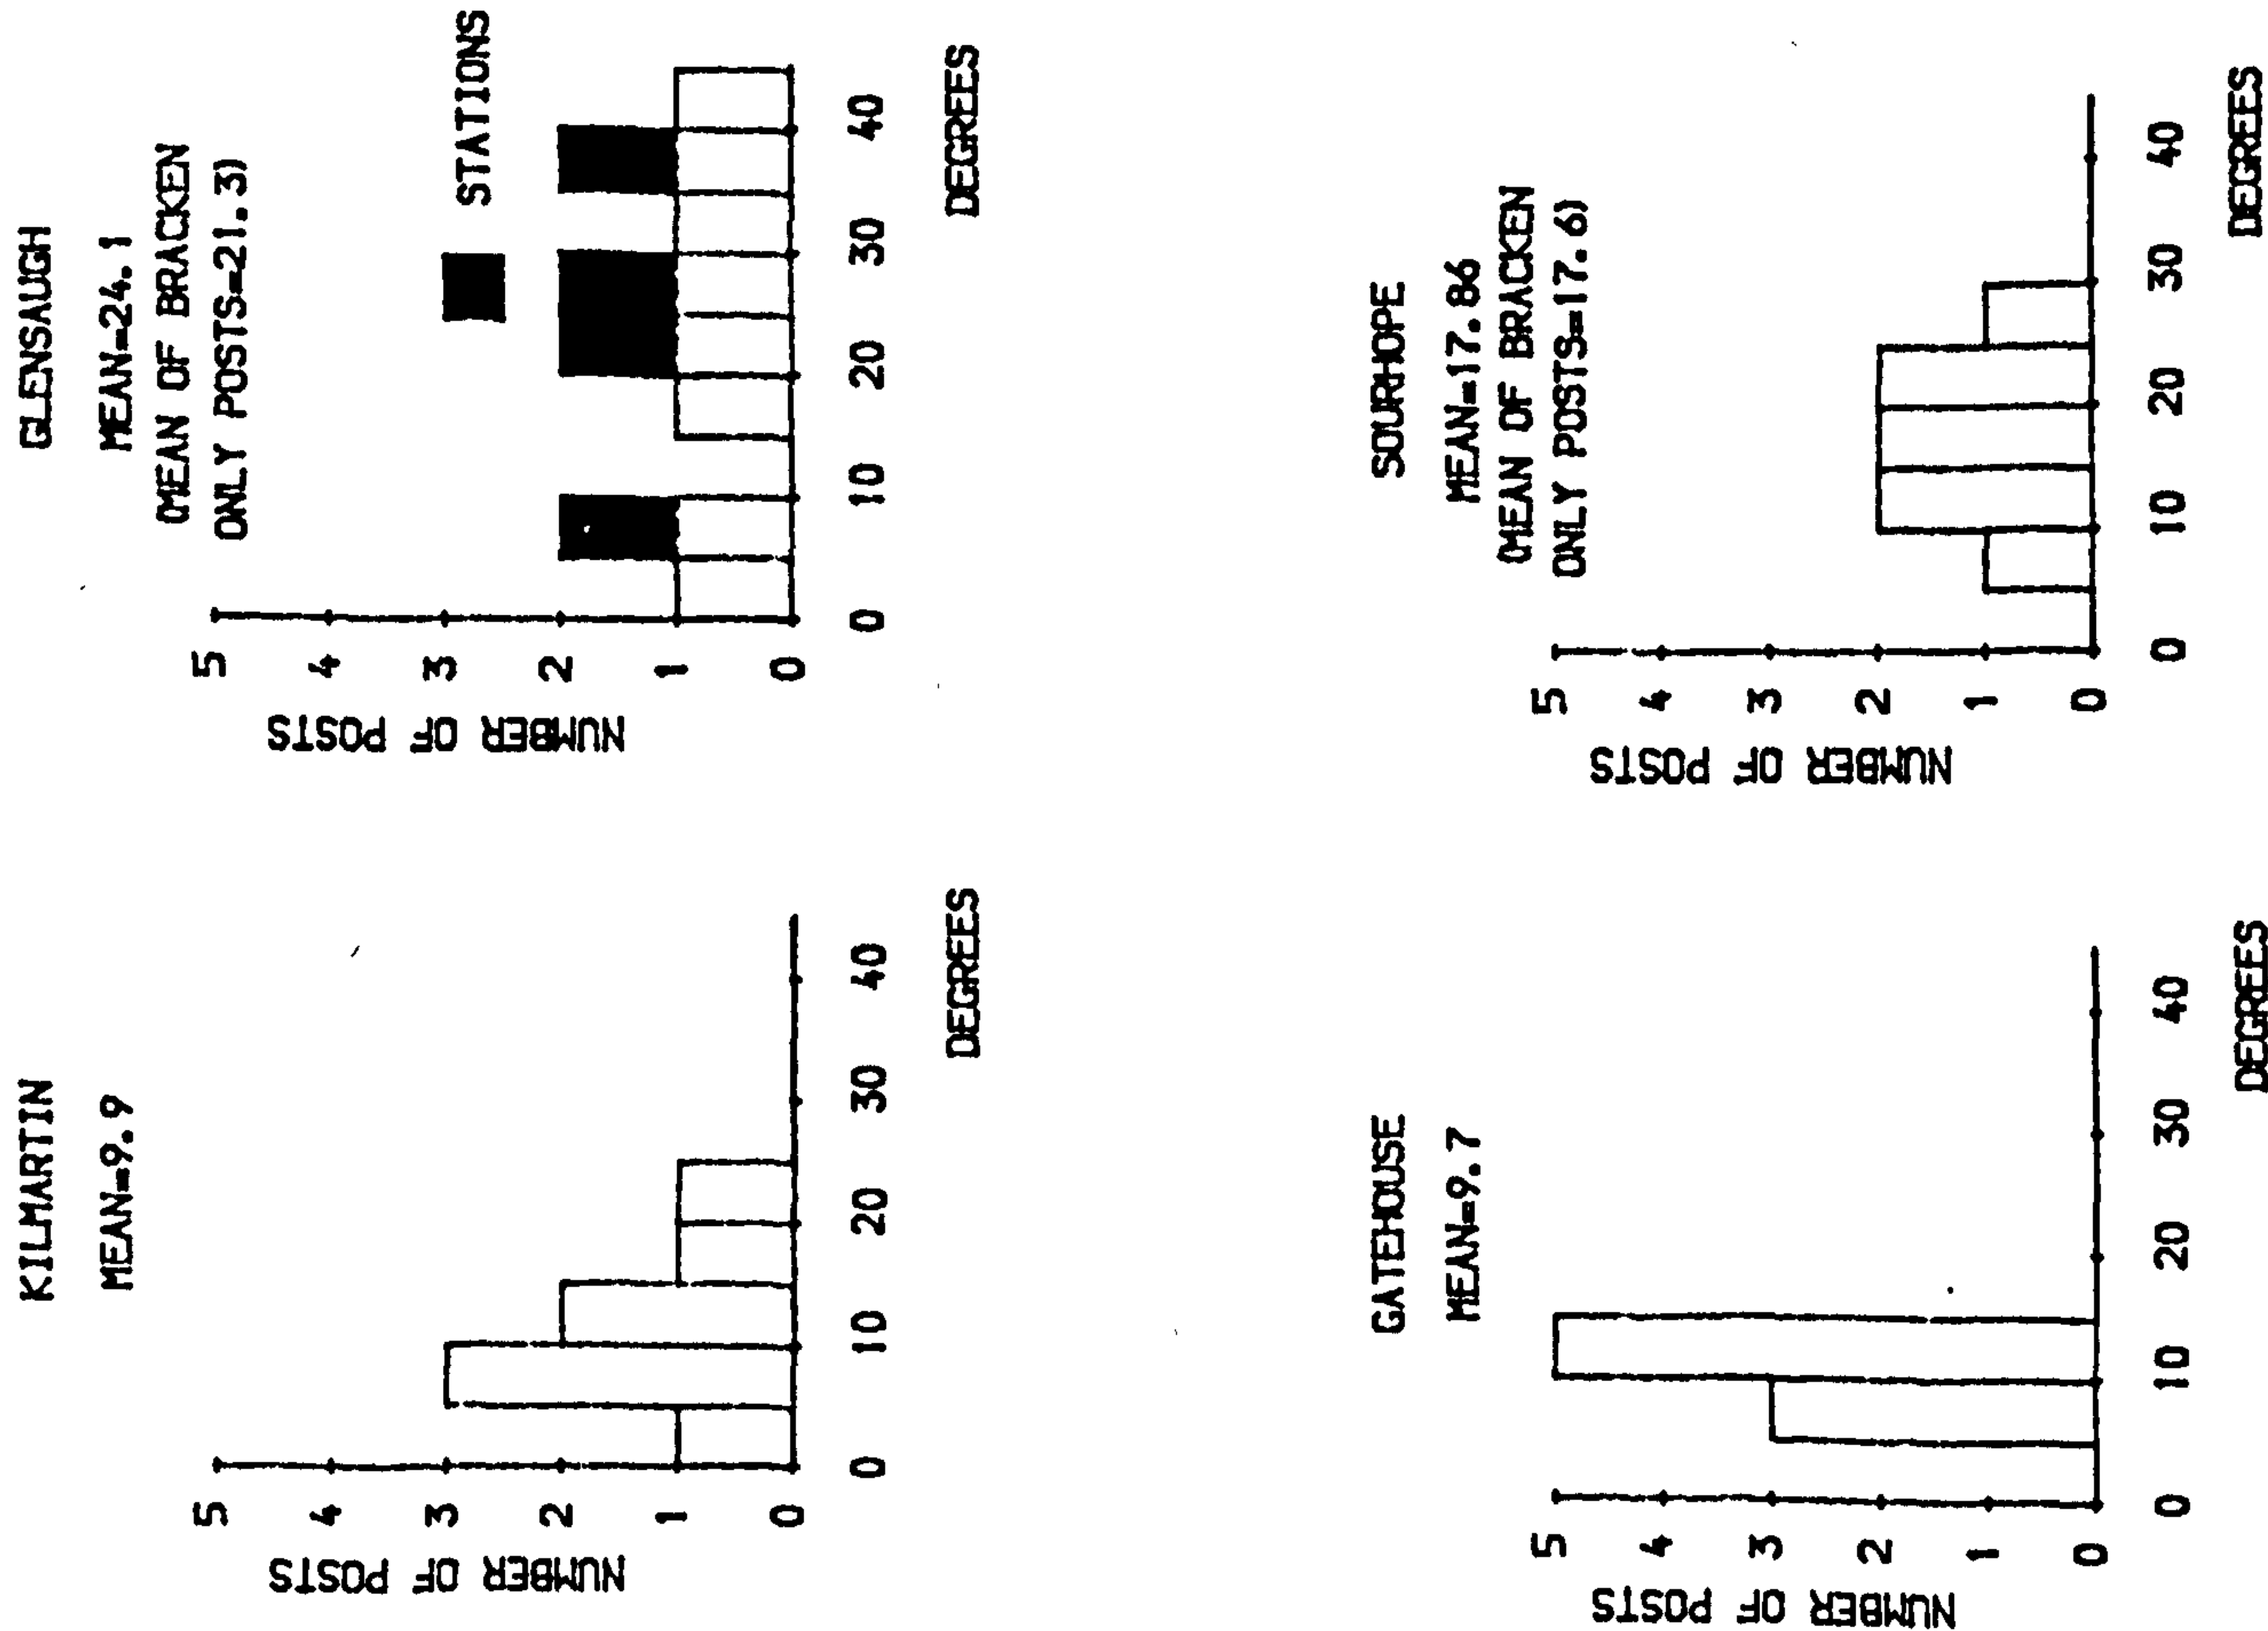 KILMARTIN
MEAN=9.9
NUMBER OF POSTS
5
4
3
2
1
0
0 10 20 30 40
DEGREES
GLENSAUGH
MEAN=24.1
(MEAN OF BRACKEN
ONLY POSTS=21.3)
STATIONS
NUMBER OF POSTS
5
4
3
2
1
0
0 10 20 30 40
DEGREES
GATEHOUSE
MEAN=9.7
NUMBER OF POSTS
5
4
3
2
1
0
0 10 20 30 40
DEGREES
SOURHOPE
MEAN=17.86
(MEAN OF BRACKEN
ONLY POSTS=17.6)
NUMBER OF POSTS
5
4
3
2
1
0
0 10 20 30 40
DEGREES